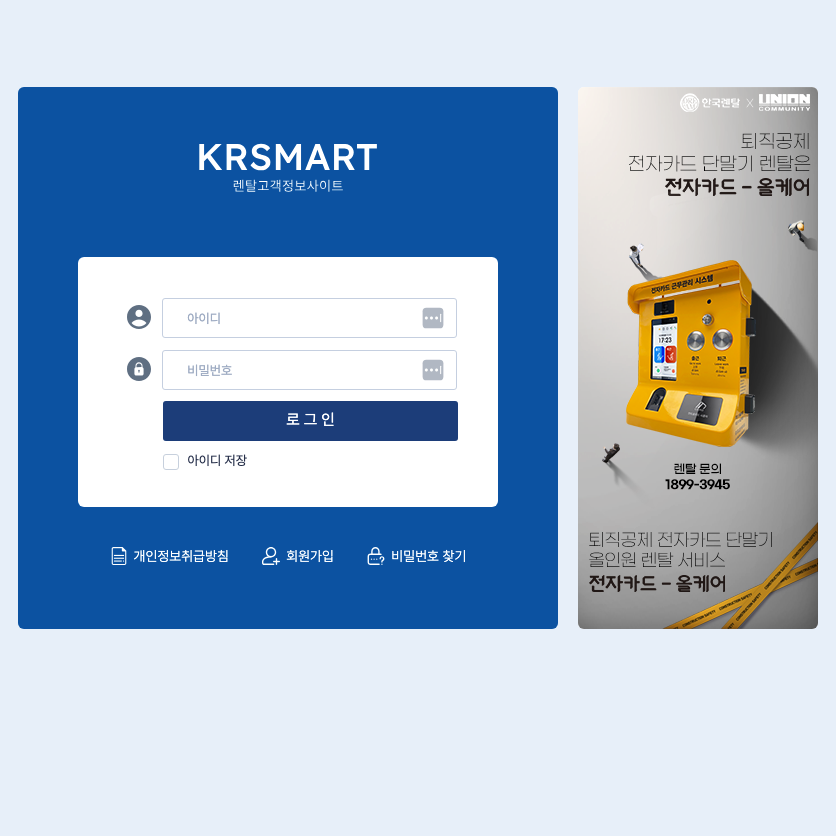 KRSMART
렌탈고객정보사이트
아이디
비밀번호
로그인
아이디 저장
개인정보취급방침
회원가입
비밀번호 찾기
한국렌탈 X UNION COMMUNITY
퇴직공제
전자카드 단말기 렌탈은
전자카드 - 올케어
전자카드 근무관리 시스템
17:23
출근
퇴근
렌탈 문의
1899-3945
퇴직공제 전자카드 단말기
올인원 렌탈 서비스
전자카드 - 올케어
CONSTRUCTION SAFETY